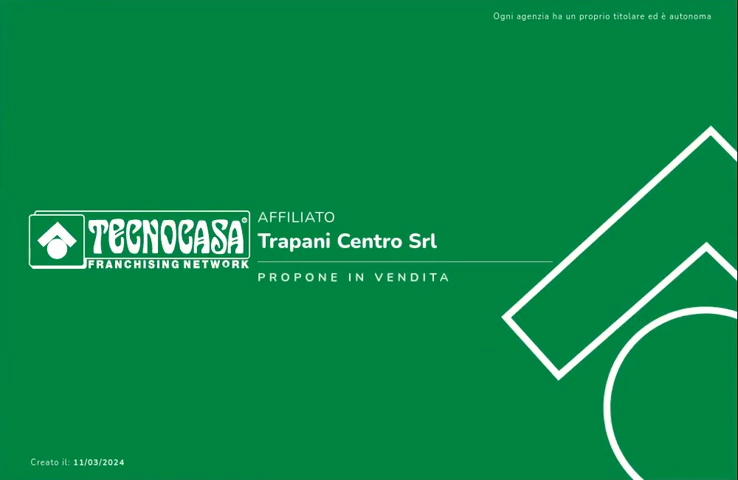 Ogni agenzia ha un proprio titolare ed è autonoma
TECNOCASA®
FRANCHISING NETWORK
AFFILIATO
Trapani Centro Srl
PROPONE IN VENDITA
Creato il: 11/03/2024